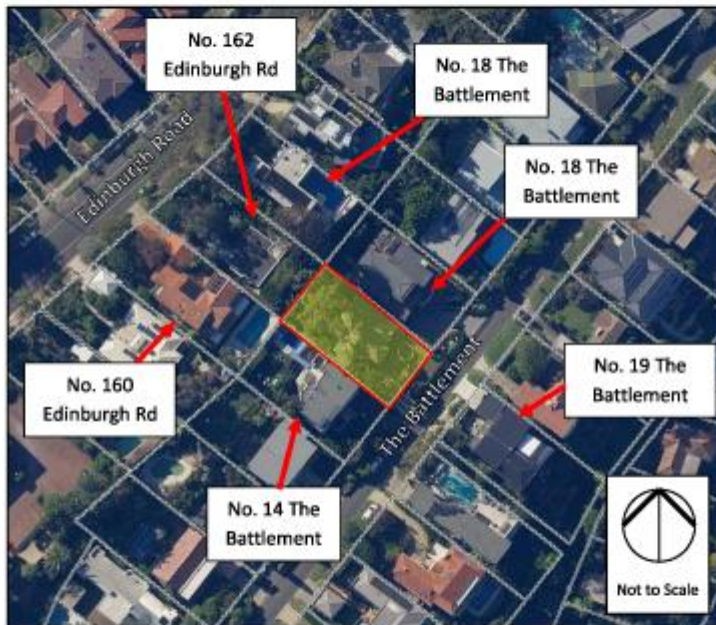 No. 162
Edinburgh Rd
No. 18 The
Battlement
No. 18 The
Battlement
Edinburgh Road
No. 160
Edinburgh Rd
No. 19 The
Battlement
The Battlement
No. 14 The
Battlement
Not to Scale